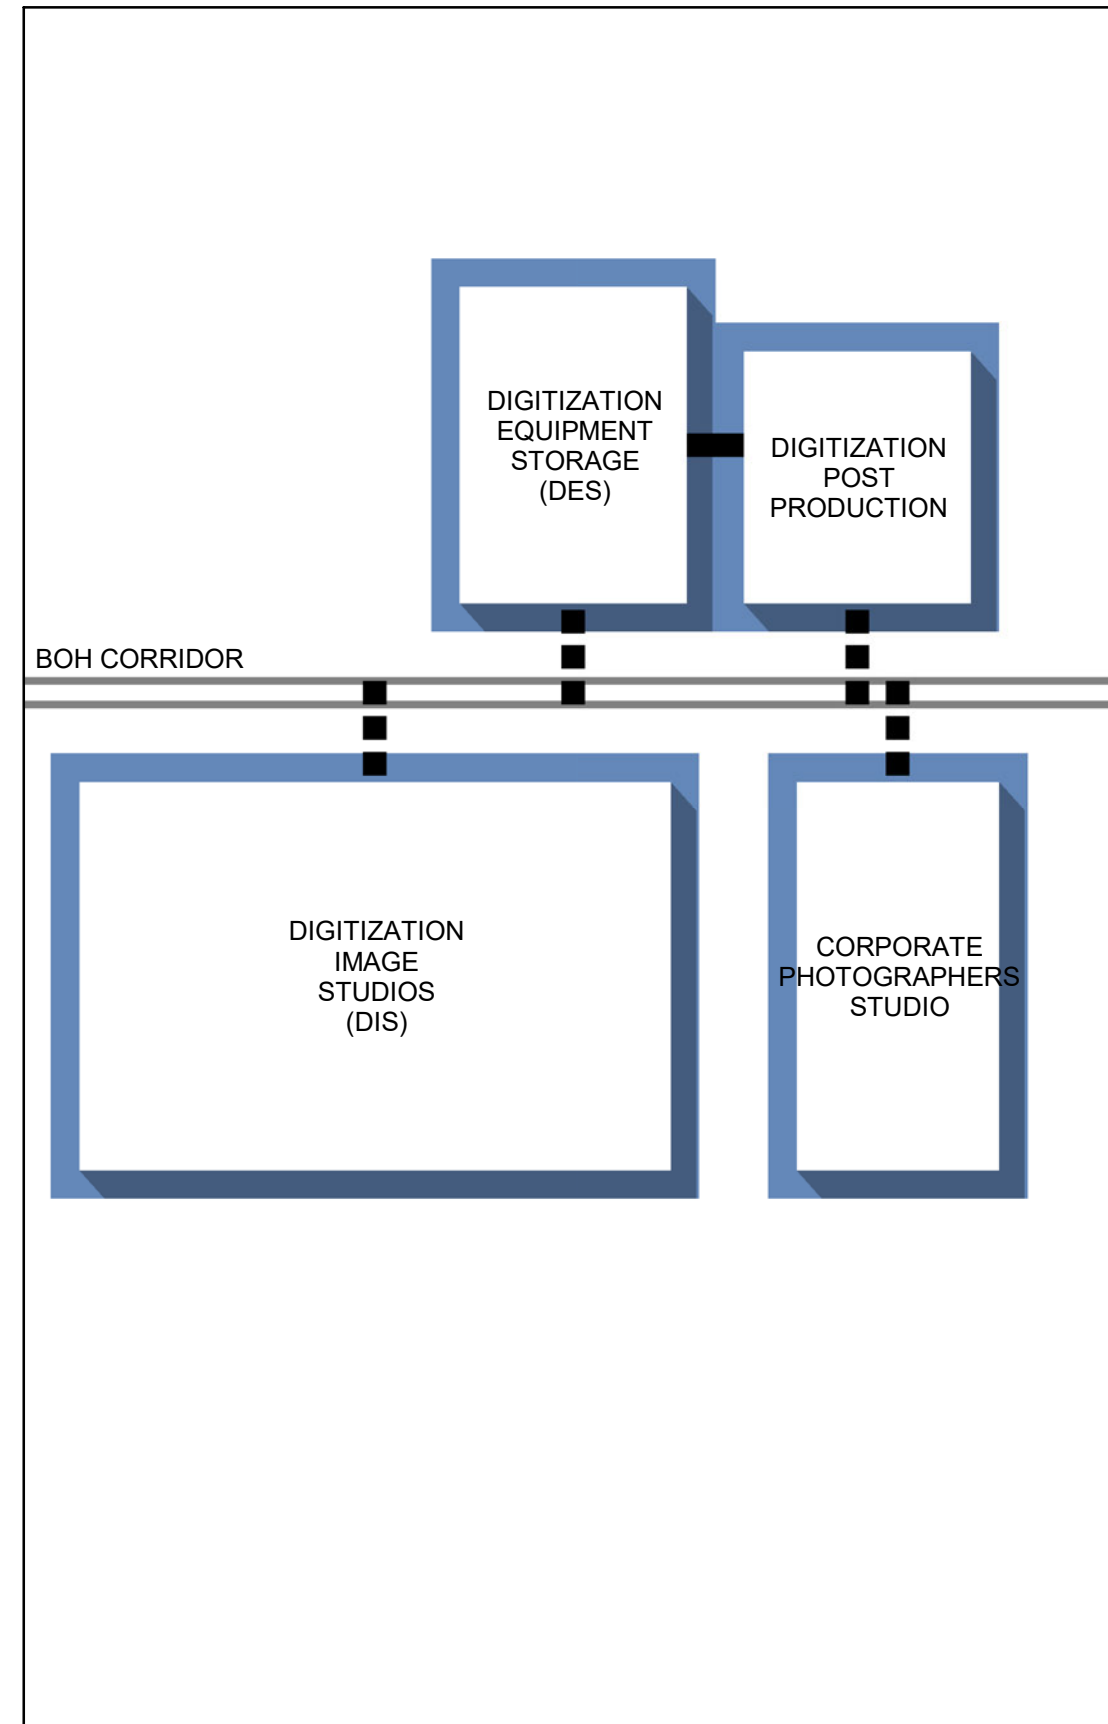 DIGITIZATION
EQUIPMENT
STORAGE
(DES)
DIGITIZATION
POST
PRODUCTION
BOH CORRIDOR
DIGITIZATION
IMAGE
STUDIOS
(DIS)
CORPORATE
PHOTOGRAPHERS
STUDIO